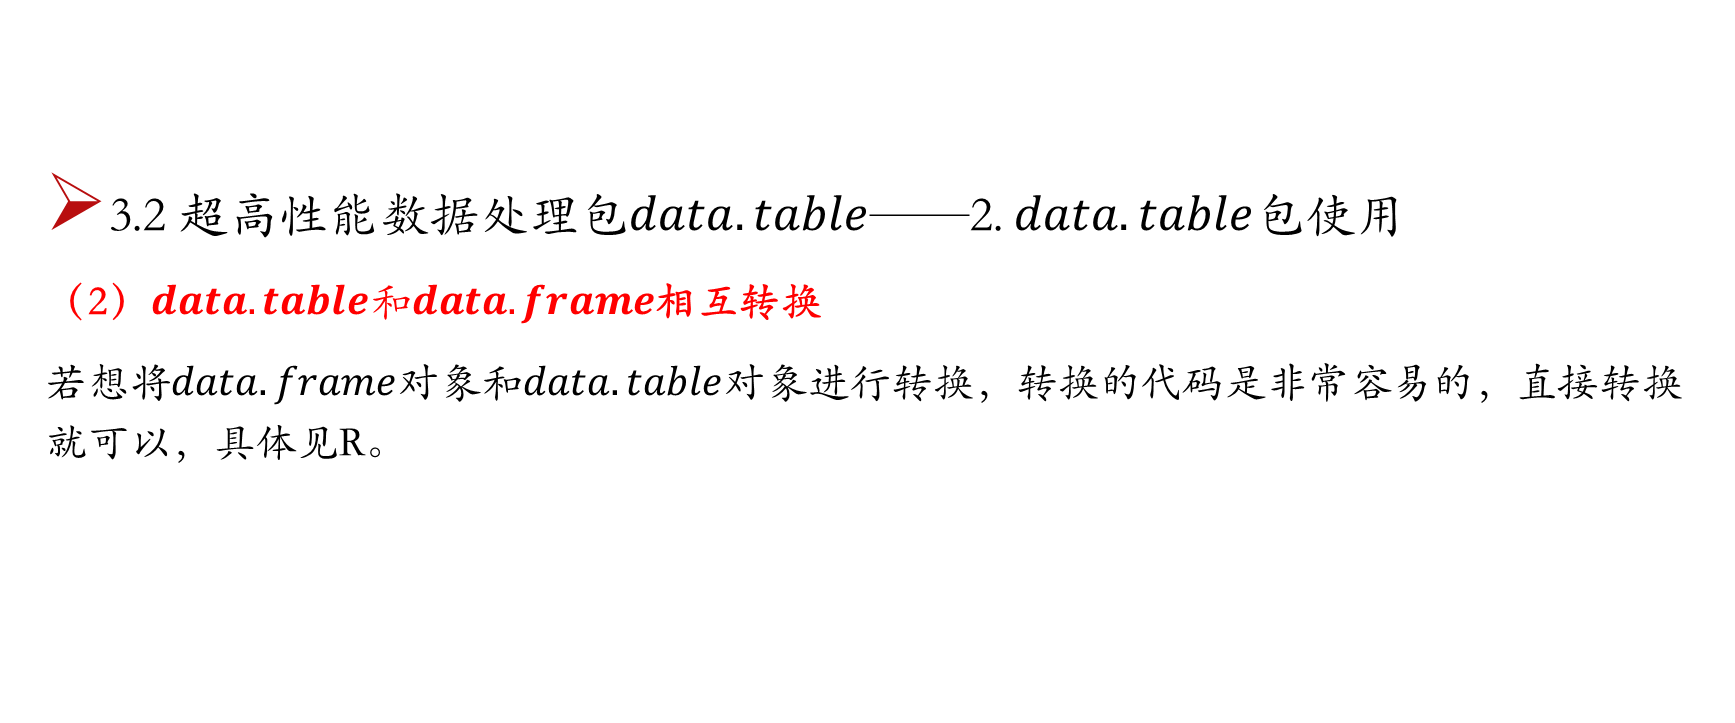 3.2 超高性能数据处理包data.table——2. data.table包使用
（2）data.table和data.frame相互转换
若想将data.frame对象和data.table对象进行转换，转换的代码是非常容易的，直接转换
就可以，具体见R。